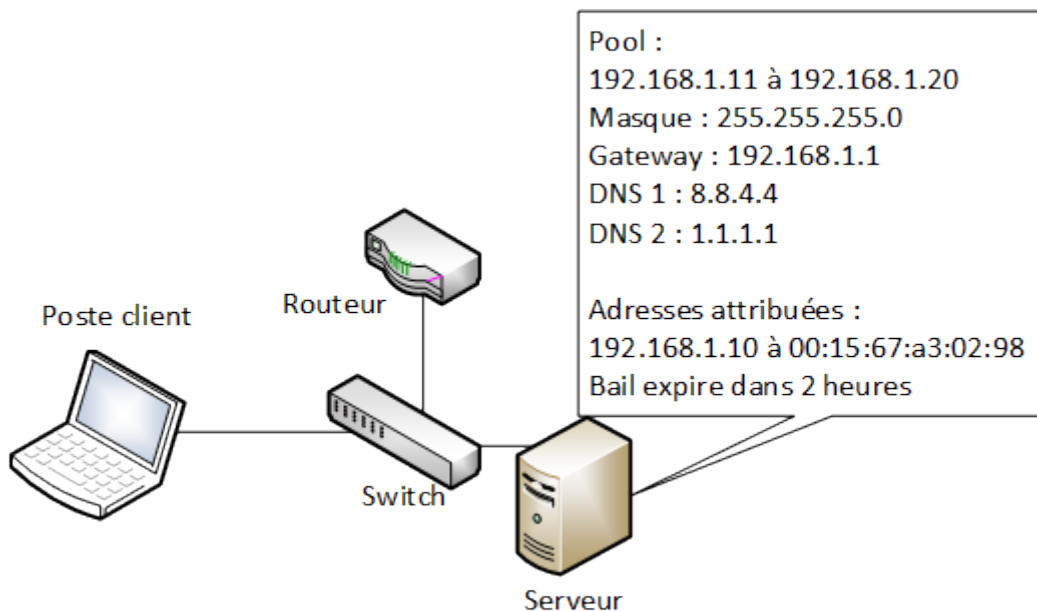 Pool :
192.168.1.11 à 192.168.1.20
Masque : 255.255.255.0
Gateway : 192.168.1.1
DNS 1 : 8.8.4.4
DNS 2 : 1.1.1.1
Adresses attribuées :
192.168.1.10 à 00:15:67:a3:02:98
Bail expire dans 2 heures
Routeur
Poste client
Switch
Serveur